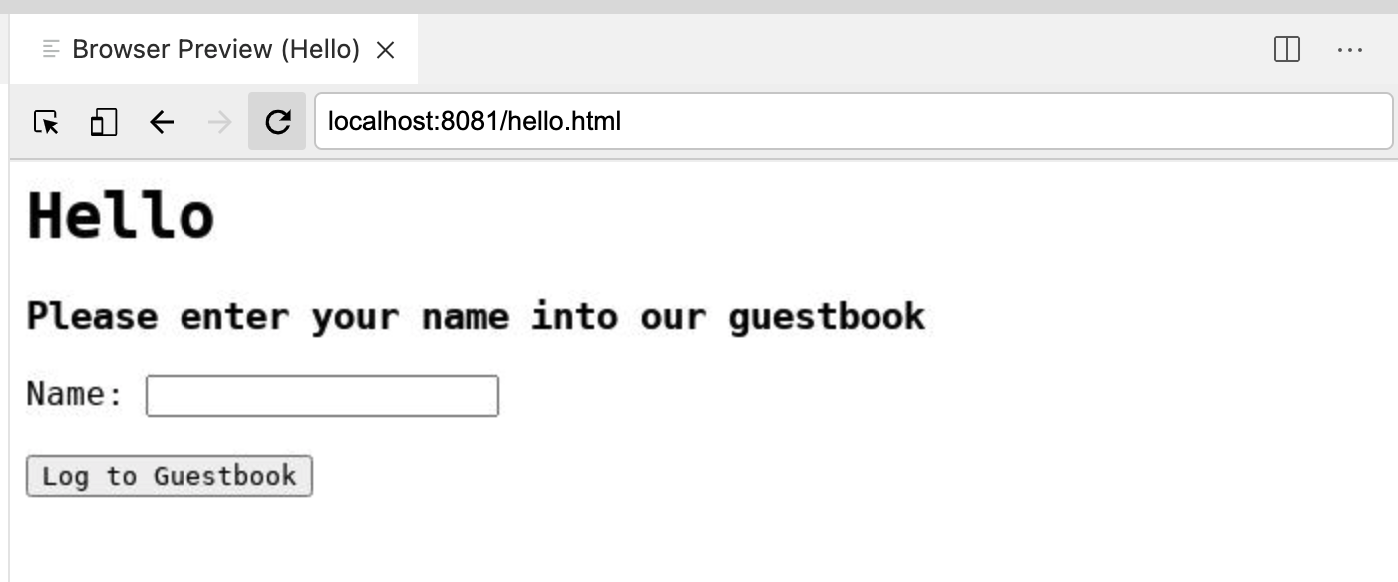 Browser Preview (Hello)
localhost:8081/hello.html
Hello
Please enter your name into our guestbook
Name:
Log to Guestbook